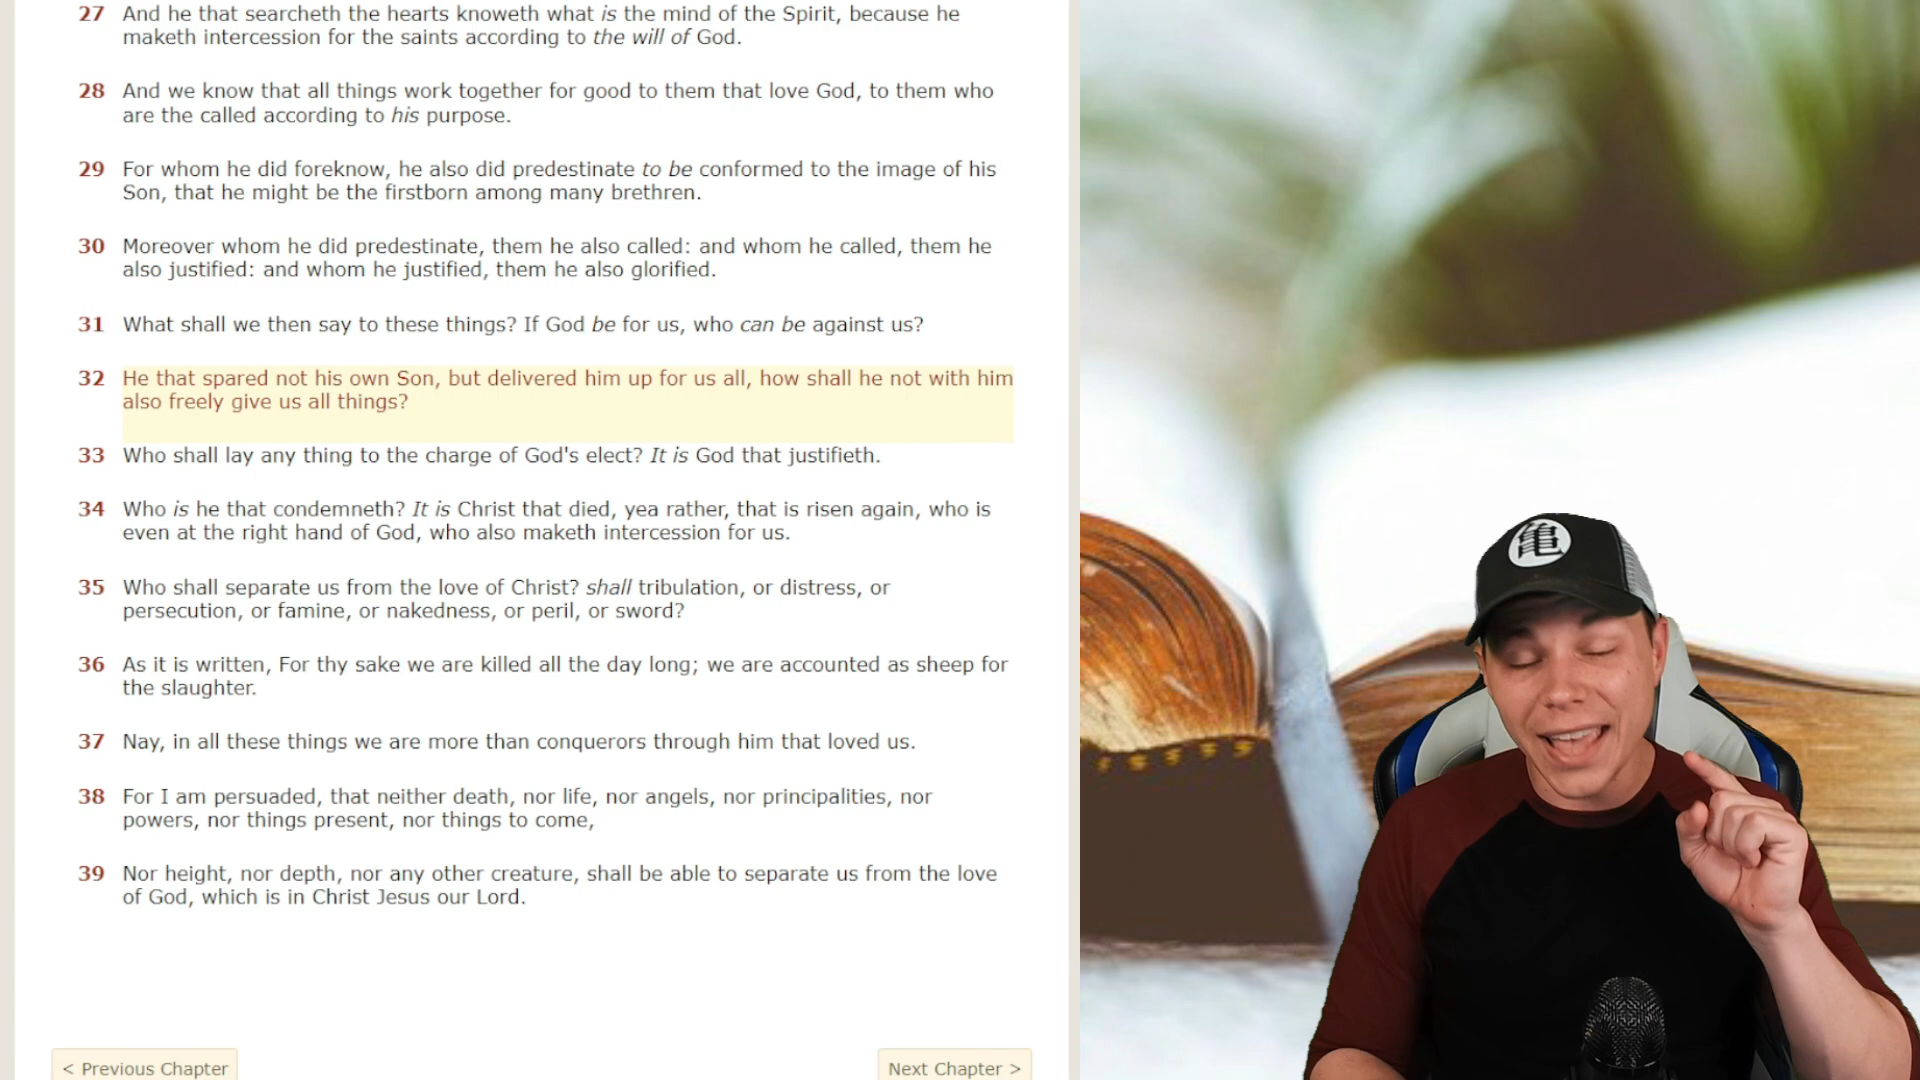 27 And he that searcheth the hearts knoweth what is the mind of the Spirit, because he
maketh intercession for the saints according to the will of God.
28 And we know that all things work together for good to them that love God, to them who
are the called according to his purpose.
29 For whom he did foreknow, he also did predestinate to be conformed to the image of his
Son, that he might be the firstborn among many brethren.
30 Moreover whom he did predestinate, them he also called: and whom he called, them he
also justified: and whom he justified, them he also glorified.
31 What shall we then say to these things? If God be for us, who can be against us?
32 He that spared not his own Son, but delivered him up for us all, how shall he not with him
also freely give us all things?
33 Who shall lay any thing to the charge of God's elect? It is God that justifieth.
34 Who is he that condemneth? It is Christ that died, yea rather, that is risen again, who is
even at the right hand of God, who also maketh intercession for us.
35 Who shall separate us from the love of Christ? shall tribulation, or distress, or
persecution, or famine, or nakedness, or peril, or sword?
36 As it is written, For thy sake we are killed all the day long; we are accounted as sheep for
the slaughter.
37 Nay, in all these things we are more than conquerors through him that loved us.
38 For I am persuaded, that neither death, nor life, nor angels, nor principalities, nor
powers, nor things present, nor things to come,
39 Nor height, nor depth, nor any other creature, shall be able to separate us from the love
of God, which is in Christ Jesus our Lord.
< Previous Chapter
Next Chapter >
亀